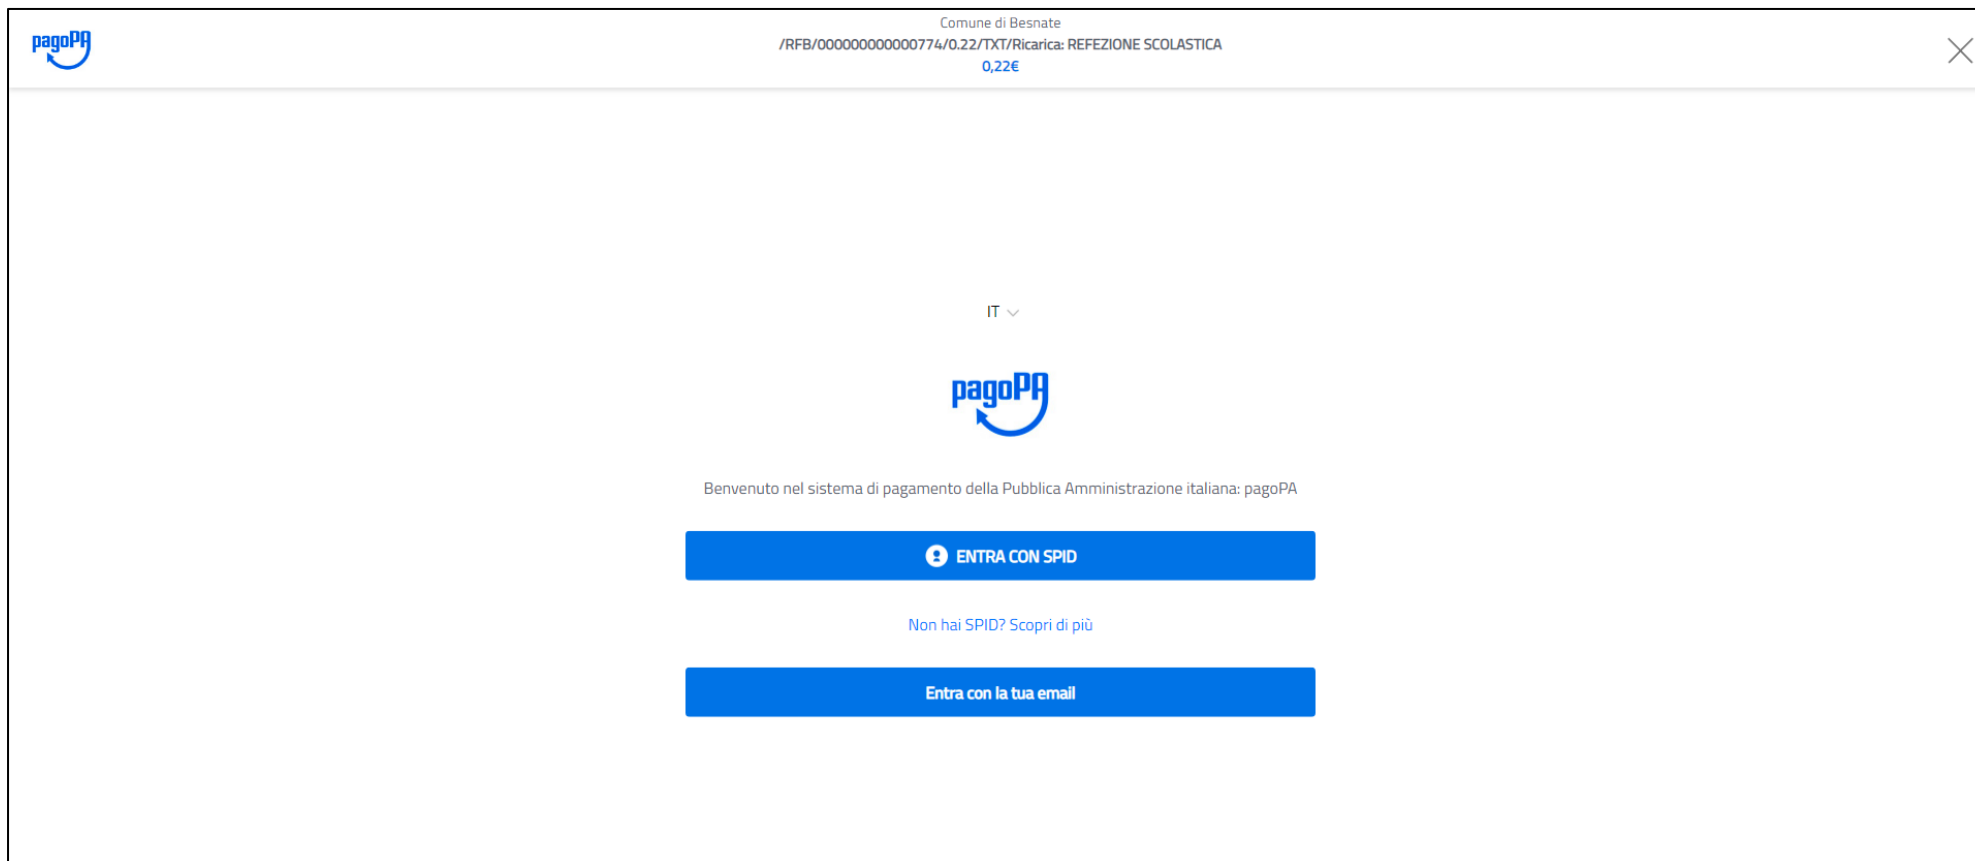 pagoPA
Comune di Besnate
/RFB/000000000000774/0.22/TXT/Ricarica: REFEZIONE SCOLASTICA
0,22€
IT
pagoPA
Benvenuto nel sistema di pagamento della Pubblica Amministrazione italiana: pagoPA
ENTRA CON SPID
Non hai SPID? Scopri di più
Entra con la tua email